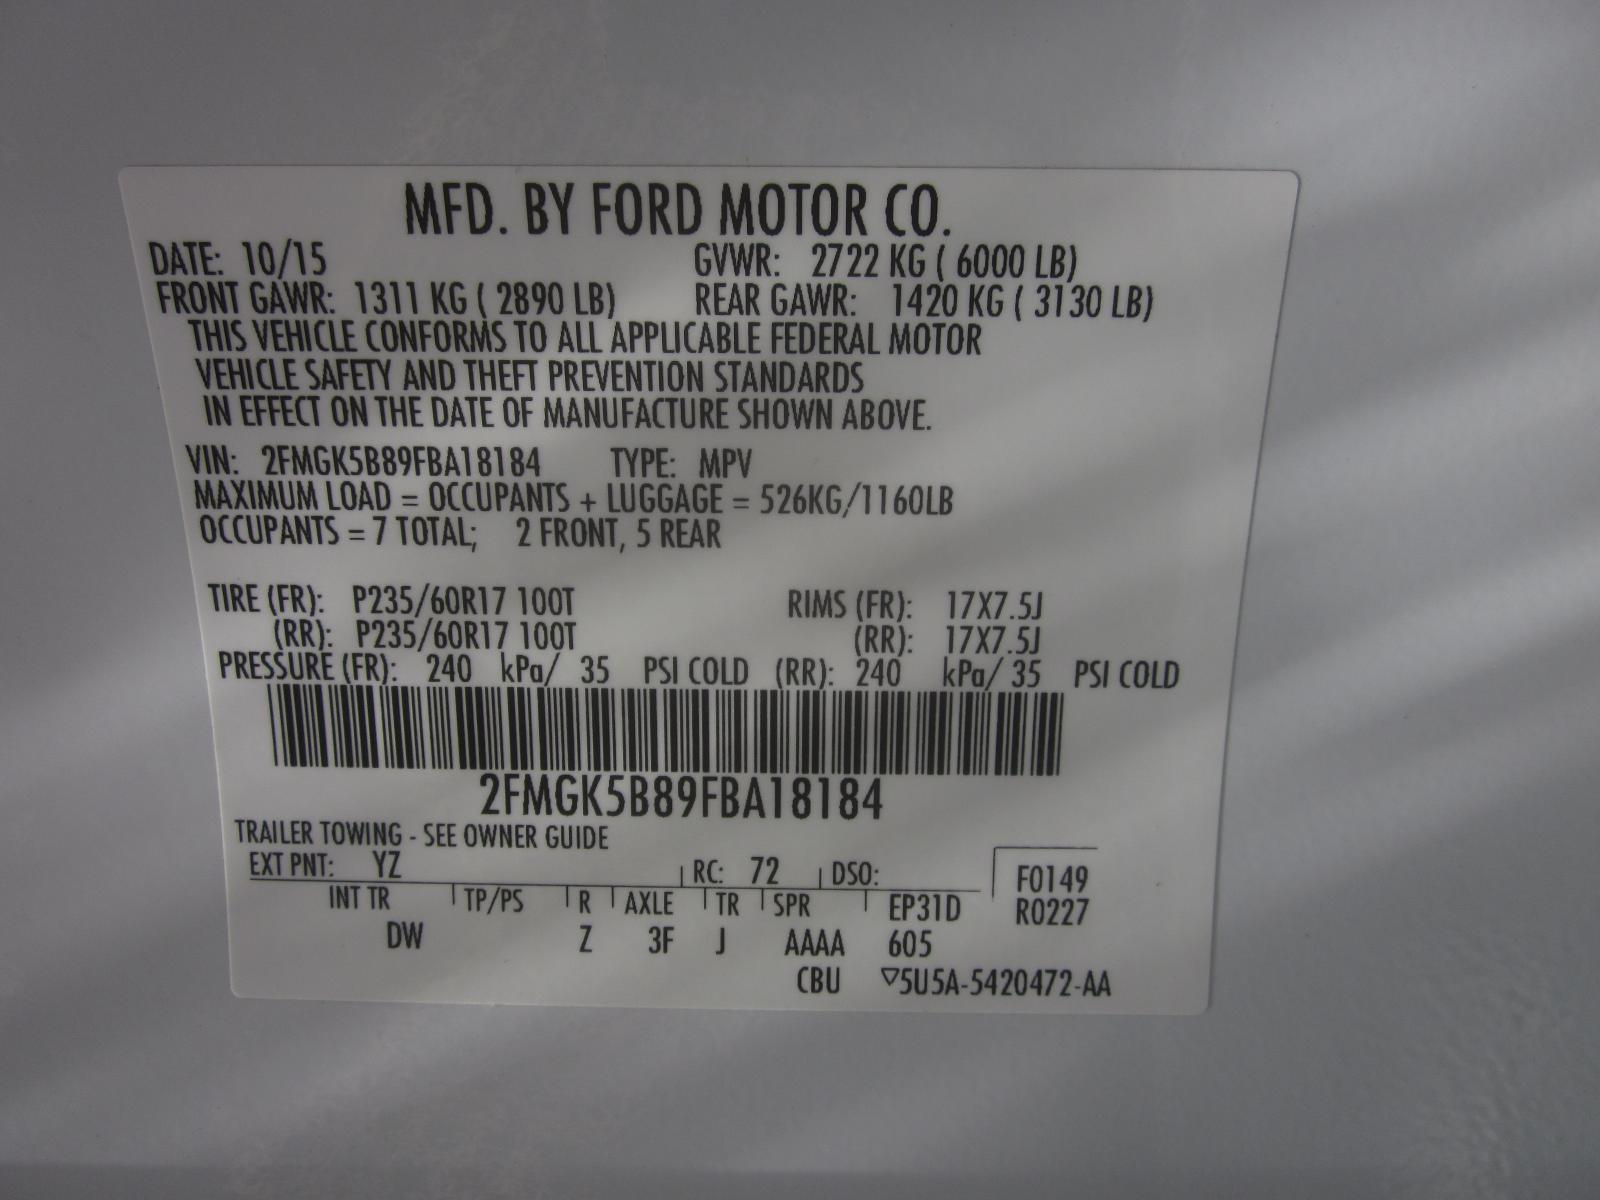 MFD. BY FORD MOTOR CO.
DATE: 10/15 GVWR: 2722 KG ( 6000 LB)
FRONT GAWR: 1311 KG ( 2890 LB) REAR GAWR: 1420 KG ( 3130 LB)
THIS VEHICLE CONFORMS TO ALL APPLICABLE FEDERAL MOTOR
VEHICLE SAFETY AND THEFT PREVENTION STANDARDS
IN EFFECT ON THE DATE OF MANUFACTURE SHOWN ABOVE.
VIN: 2FMGK5B89FBA18184 TYPE: MPV
MAXIMUM LOAD = OCCUPANTS + LUGGAGE = 526KG/1160LB
OCCUPANTS = 7 TOTAL; 2 FRONT, 5 REAR
TIRE (FR): P235/60R17 100T RIMS (FR): 17X7.5J
(RR): P235/60R17 100T (RR): 17X7.5J
PRESSURE (FR): 240 kPa/ 35 PSI COLD (RR): 240 kPa/ 35 PSI COLD
2FMGK5B89FBA18184
TRAILER TOWING - SEE OWNER GUIDE
EXT PNT: YZ RC: 72 DSO: F0149
INT TR TP/PS R AXLE TR SPR EP31D R0227
DW Z 3F J AAAA 605
CBU ▽5U5A-5420472-AA